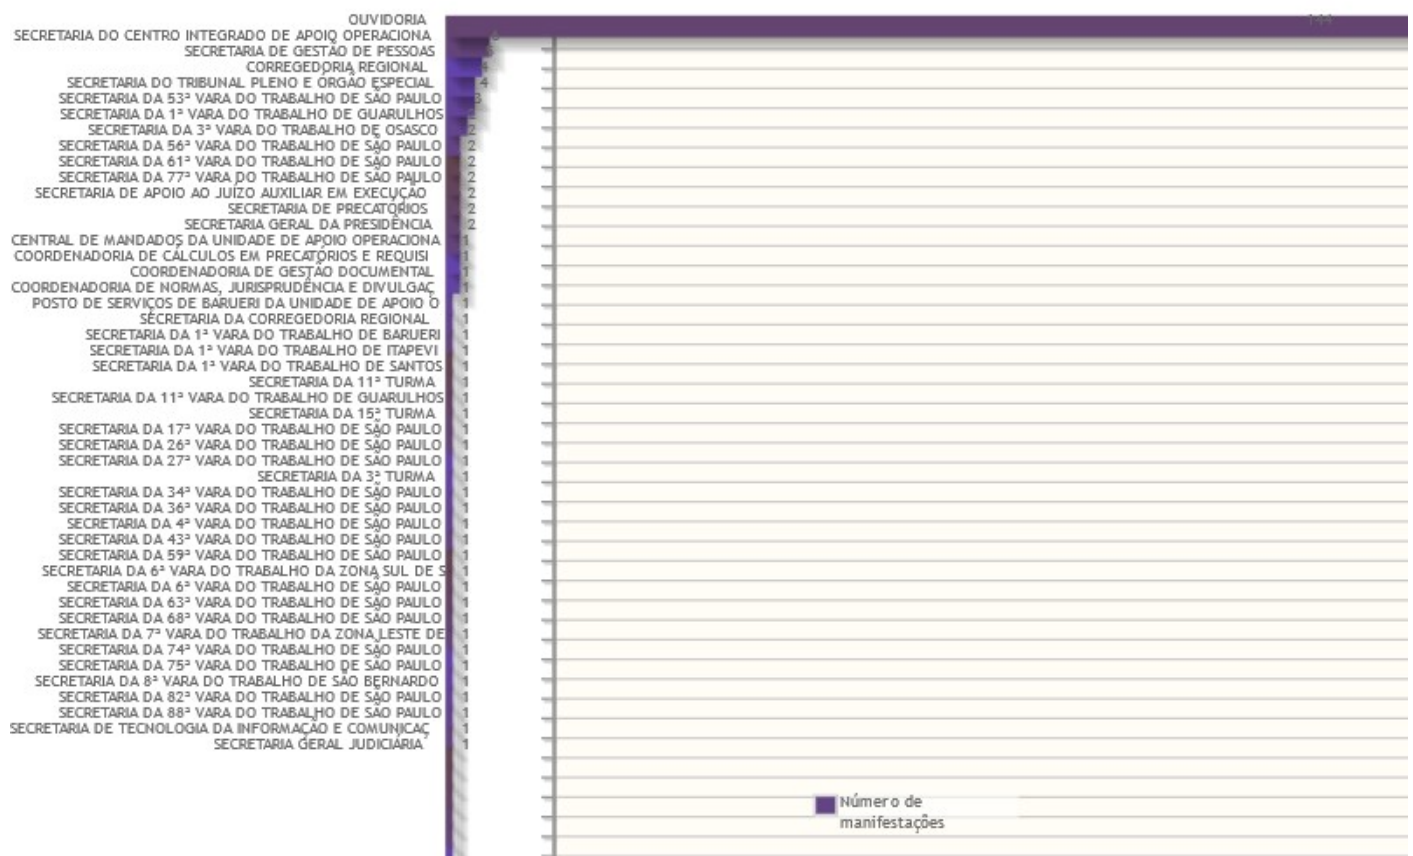 OUVIDORIA 144
SECRETARIA DO CENTRO INTEGRADO DE APOIO OPERACIONA 6
SECRETARIA DE GESTÃO DE PESSOAS
CORREGEDORIA REGIONAL 4
SECRETARIA DO TRIBUNAL PLENO E ÓRGÃO ESPECIAL 4
SECRETARIA DA 53ª VARA DO TRABALHO DE SÃO PAULO 3
SECRETARIA DA 1ª VARA DO TRABALHO DE GUARULHOS 2
SECRETARIA DA 3ª VARA DO TRABALHO DE OSASCO 2
SECRETARIA DA 56ª VARA DO TRABALHO DE SÃO PAULO 2
SECRETARIA DA 61ª VARA DO TRABALHO DE SÃO PAULO 2
SECRETARIA DA 77ª VARA DO TRABALHO DE SÃO PAULO 2
SECRETARIA DE APOIO AO JUÍZO AUXILIAR EM EXECUÇÃO 2
SECRETARIA DE PRECATÓRIOS 2
SECRETARIA GERAL DA PRESIDÊNCIA 2
CENTRAL DE MANDADOS DA UNIDADE DE APOIO OPERACIONA 1
COORDENADORIA DE CÁLCULOS EM PRECATÓRIOS E REQUISI 1
COORDENADORIA DE GESTÃO DOCUMENTAL 1
COORDENADORIA DE NORMAS, JURISPRUDÊNCIA E DIVULGAÇ 1
POSTO DE SERVIÇOS DE BARUERI DA UNIDADE DE APOIO O 1
SECRETARIA DA CORREGEDORIA REGIONAL 1
SECRETARIA DA 1ª VARA DO TRABALHO DE BARUERI 1
SECRETARIA DA 1ª VARA DO TRABALHO DE ITAPEVI 1
SECRETARIA DA 1ª VARA DO TRABALHO DE SANTOS 1
SECRETARIA DA 11ª TURMA 1
SECRETARIA DA 11ª VARA DO TRABALHO DE GUARULHOS 1
SECRETARIA DA 15ª TURMA 1
SECRETARIA DA 17ª VARA DO TRABALHO DE SÃO PAULO 1
SECRETARIA DA 26ª VARA DO TRABALHO DE SÃO PAULO 1
SECRETARIA DA 27ª VARA DO TRABALHO DE SÃO PAULO 1
SECRETARIA DA 3ª TURMA 1
SECRETARIA DA 34ª VARA DO TRABALHO DE SÃO PAULO 1
SECRETARIA DA 36ª VARA DO TRABALHO DE SÃO PAULO 1
SECRETARIA DA 4ª VARA DO TRABALHO DE SÃO PAULO 1
SECRETARIA DA 43ª VARA DO TRABALHO DE SÃO PAULO 1
SECRETARIA DA 59ª VARA DO TRABALHO DE SÃO PAULO 1
SECRETARIA DA 6ª VARA DO TRABALHO DA ZONA SUL DE S 1
SECRETARIA DA 6ª VARA DO TRABALHO DE SÃO PAULO 1
SECRETARIA DA 63ª VARA DO TRABALHO DE SÃO PAULO 1
SECRETARIA DA 68ª VARA DO TRABALHO DE SÃO PAULO 1
SECRETARIA DA 7ª VARA DO TRABALHO DA ZONA LESTE DE 1
SECRETARIA DA 74ª VARA DO TRABALHO DE SÃO PAULO 1
SECRETARIA DA 75ª VARA DO TRABALHO DE SÃO PAULO 1
SECRETARIA DA 8ª VARA DO TRABALHO DE SÃO BERNARDO 1
SECRETARIA DA 82ª VARA DO TRABALHO DE SÃO PAULO 1
SECRETARIA DA 88ª VARA DO TRABALHO DE SÃO PAULO 1
SECRETARIA DE TECNOLOGIA DA INFORMAÇÃO E COMUNICAÇ 1
SECRETARIA GERAL JUDICIÁRIA 1
Número de
manifestações